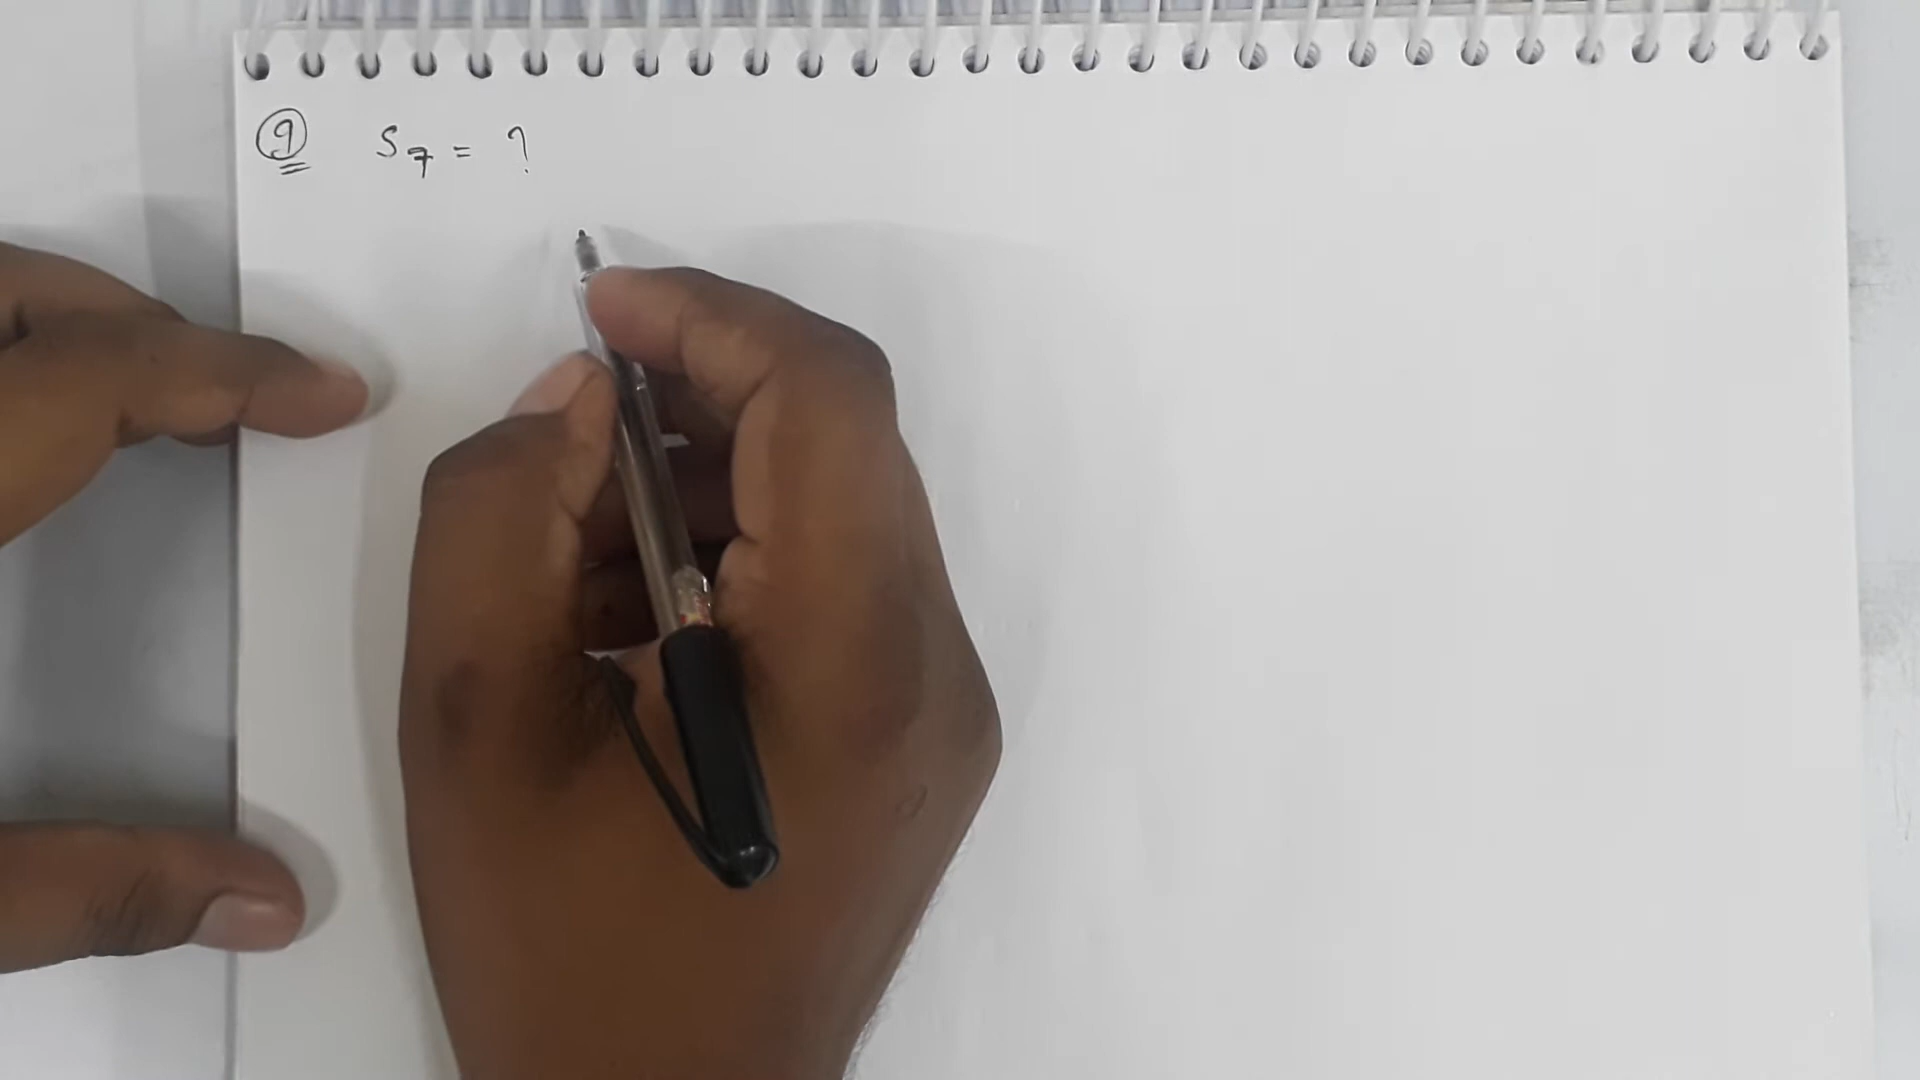 9 S₇ = ?